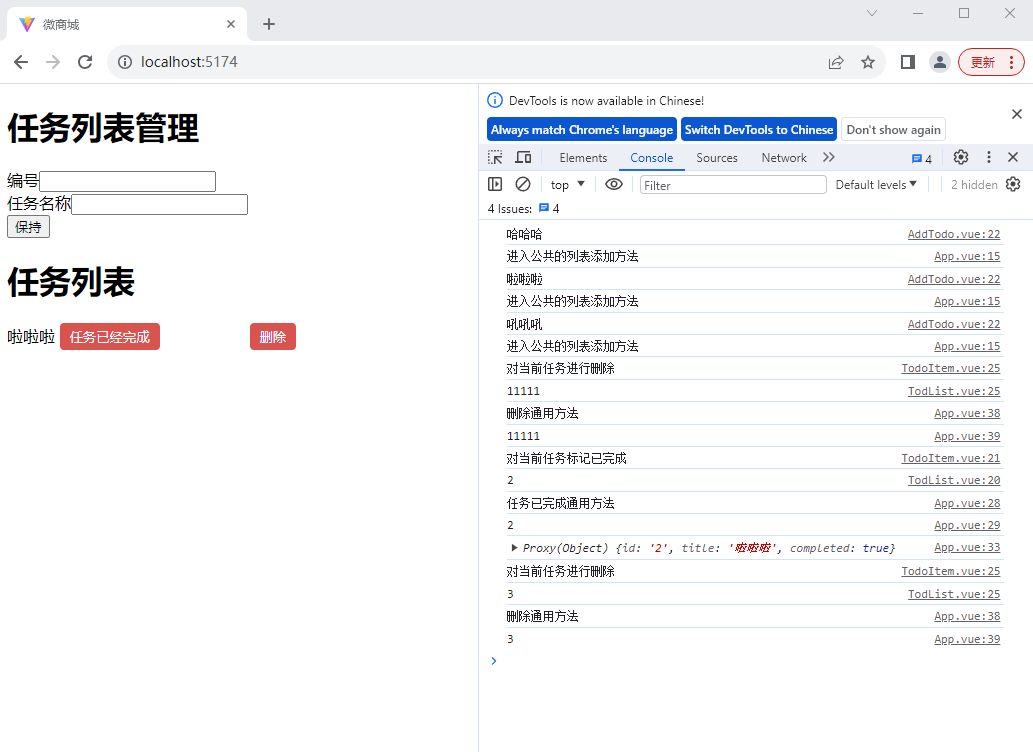 微商城
localhost:5174
更新
任务列表管理
编号
任务名称
保持
任务列表
啦啦啦 任务已经完成 删除
DevTools is now available in Chinese!
Always match Chrome's language Switch DevTools to Chinese Don't show again
Elements Console Sources Network 4
top Filter Default levels 2 hidden
4 Issues: 4
哈哈哈 AddTodo.vue:22
进入公共的列表添加方法 App.vue:15
啦啦啦 AddTodo.vue:22
进入公共的列表添加方法 App.vue:15
吼吼吼 AddTodo.vue:22
进入公共的列表添加方法 App.vue:15
对当前任务进行删除 TodoItem.vue:25
11111 TodList.vue:25
删除通用方法 App.vue:38
11111 App.vue:39
对当前任务标记已完成 TodoItem.vue:21
2 TodList.vue:20
任务已完成通用方法 App.vue:28
2 App.vue:29
Proxy(Object) {id: '2', title: '啦啦啦', completed: true} App.vue:33
对当前任务进行删除 TodoItem.vue:25
3 TodList.vue:25
删除通用方法 App.vue:38
3 App.vue:39